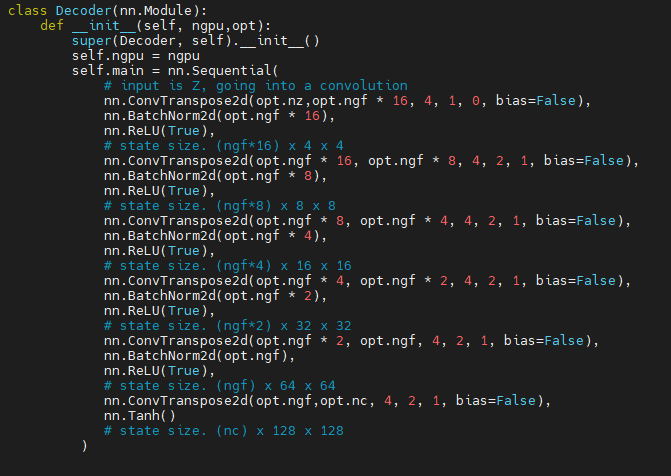 class Decoder(nn.Module):
    def __init__(self, ngpu,opt):
        super(Decoder, self).__init__()
        self.ngpu = ngpu
        self.main = nn.Sequential(
            # input is Z, going into a convolution
            nn.ConvTranspose2d(opt.nz,opt.ngf * 16, 4, 1, 0, bias=False),
            nn.BatchNorm2d(opt.ngf * 16),
            nn.ReLU(True),
            # state size. (ngf*16) x 4 x 4
            nn.ConvTranspose2d(opt.ngf * 16, opt.ngf * 8, 4, 2, 1, bias=False),
            nn.BatchNorm2d(opt.ngf * 8),
            nn.ReLU(True),
            # state size. (ngf*8) x 8 x 8
            nn.ConvTranspose2d(opt.ngf * 8, opt.ngf * 4, 4, 2, 1, bias=False),
            nn.BatchNorm2d(opt.ngf * 4),
            nn.ReLU(True),
            # state size. (ngf*4) x 16 x 16
            nn.ConvTranspose2d(opt.ngf * 4, opt.ngf * 2, 4, 2, 1, bias=False),
            nn.BatchNorm2d(opt.ngf * 2),
            nn.ReLU(True),
            # state size. (ngf*2) x 32 x 32
            nn.ConvTranspose2d(opt.ngf * 2, opt.ngf, 4, 2, 1, bias=False),
            nn.BatchNorm2d(opt.ngf),
            nn.ReLU(True),
            # state size. (ngf) x 64 x 64
            nn.ConvTranspose2d(opt.ngf,opt.nc, 4, 2, 1, bias=False),
            nn.Tanh()
            # state size. (nc) x 128 x 128
         )